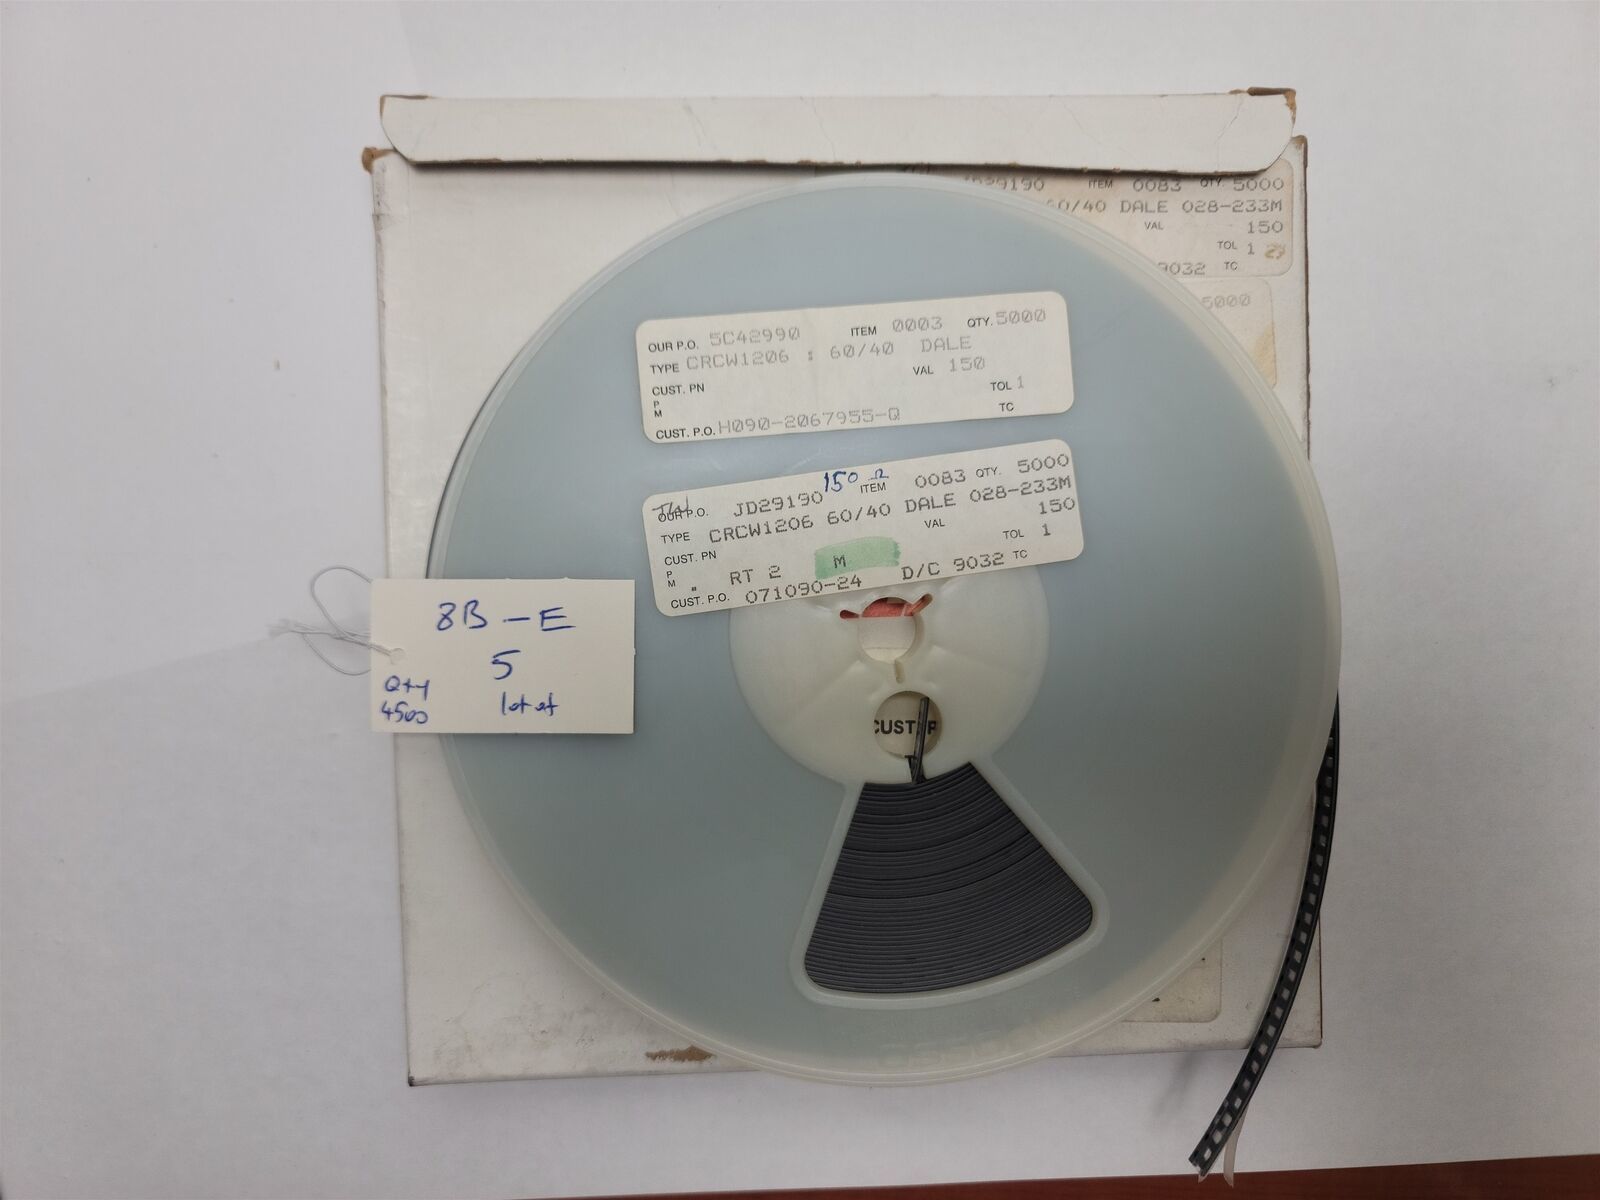 JD29190 ITEM 0083 QTY. 5000
60/40 DALE 028-233M
VAL 150
TOL 1
9032 TC
5000
OUR P.O. 5C42990 ITEM 0003 QTY. 5000
TYPE CRCW1206 : 60/40 DALE
VAL 150
CUST. PN
TOL 1
P
M
TC
CUST. P.O. H090-2067955-Q
150 Ω
OUR P.O. JD29190 ITEM 0083 QTY. 5000
TYPE CRCW1206 60/40 DALE 028-233M
VAL 150
CUST. PN
TOL 1
P
M RT 2 M D/C 9032 TC
CUST. P.O. 071090-24
8B-E
5
Qty
4500
lot of
CUST P